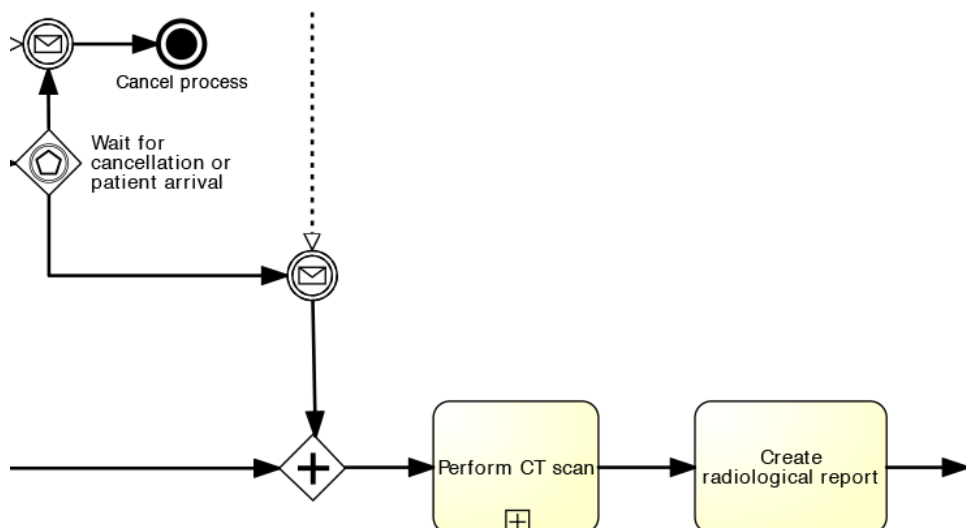 Cancel process
Wait for
cancellation or
patient arrival
Perform CT scan
Create
radiological report